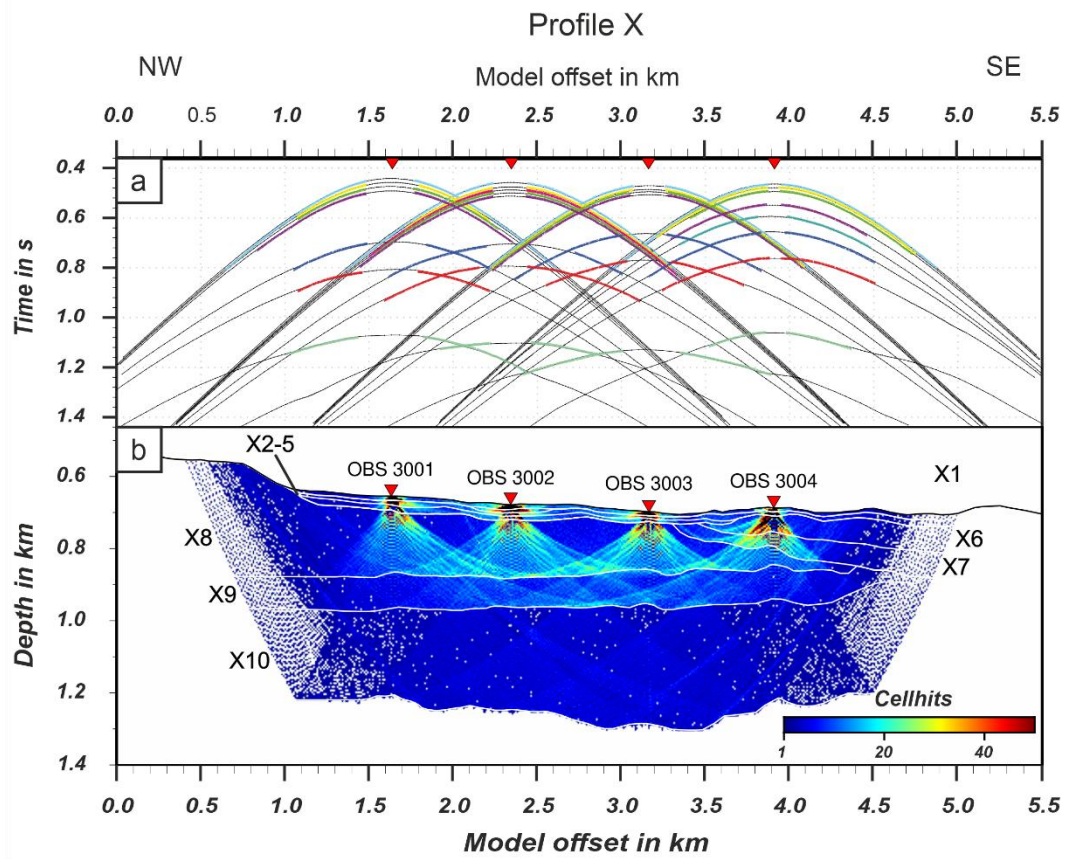 Profile X
NW SE
Model offset in km
0.0 0.5 1.0 1.5 2.0 2.5 3.0 3.5 4.0 4.5 5.0 5.5
a
0.4
0.6
0.8
1.0
1.2
1.4
Time in s
b
X2-5
OBS 3001 OBS 3002 OBS 3003 OBS 3004
X1
X8
X6
X7
X9
X10
0.6
0.8
1.0
1.2
1.4
Depth in km
Cellhits
1 20 40
0.0 0.5 1.0 1.5 2.0 2.5 3.0 3.5 4.0 4.5 5.0 5.5
Model offset in km